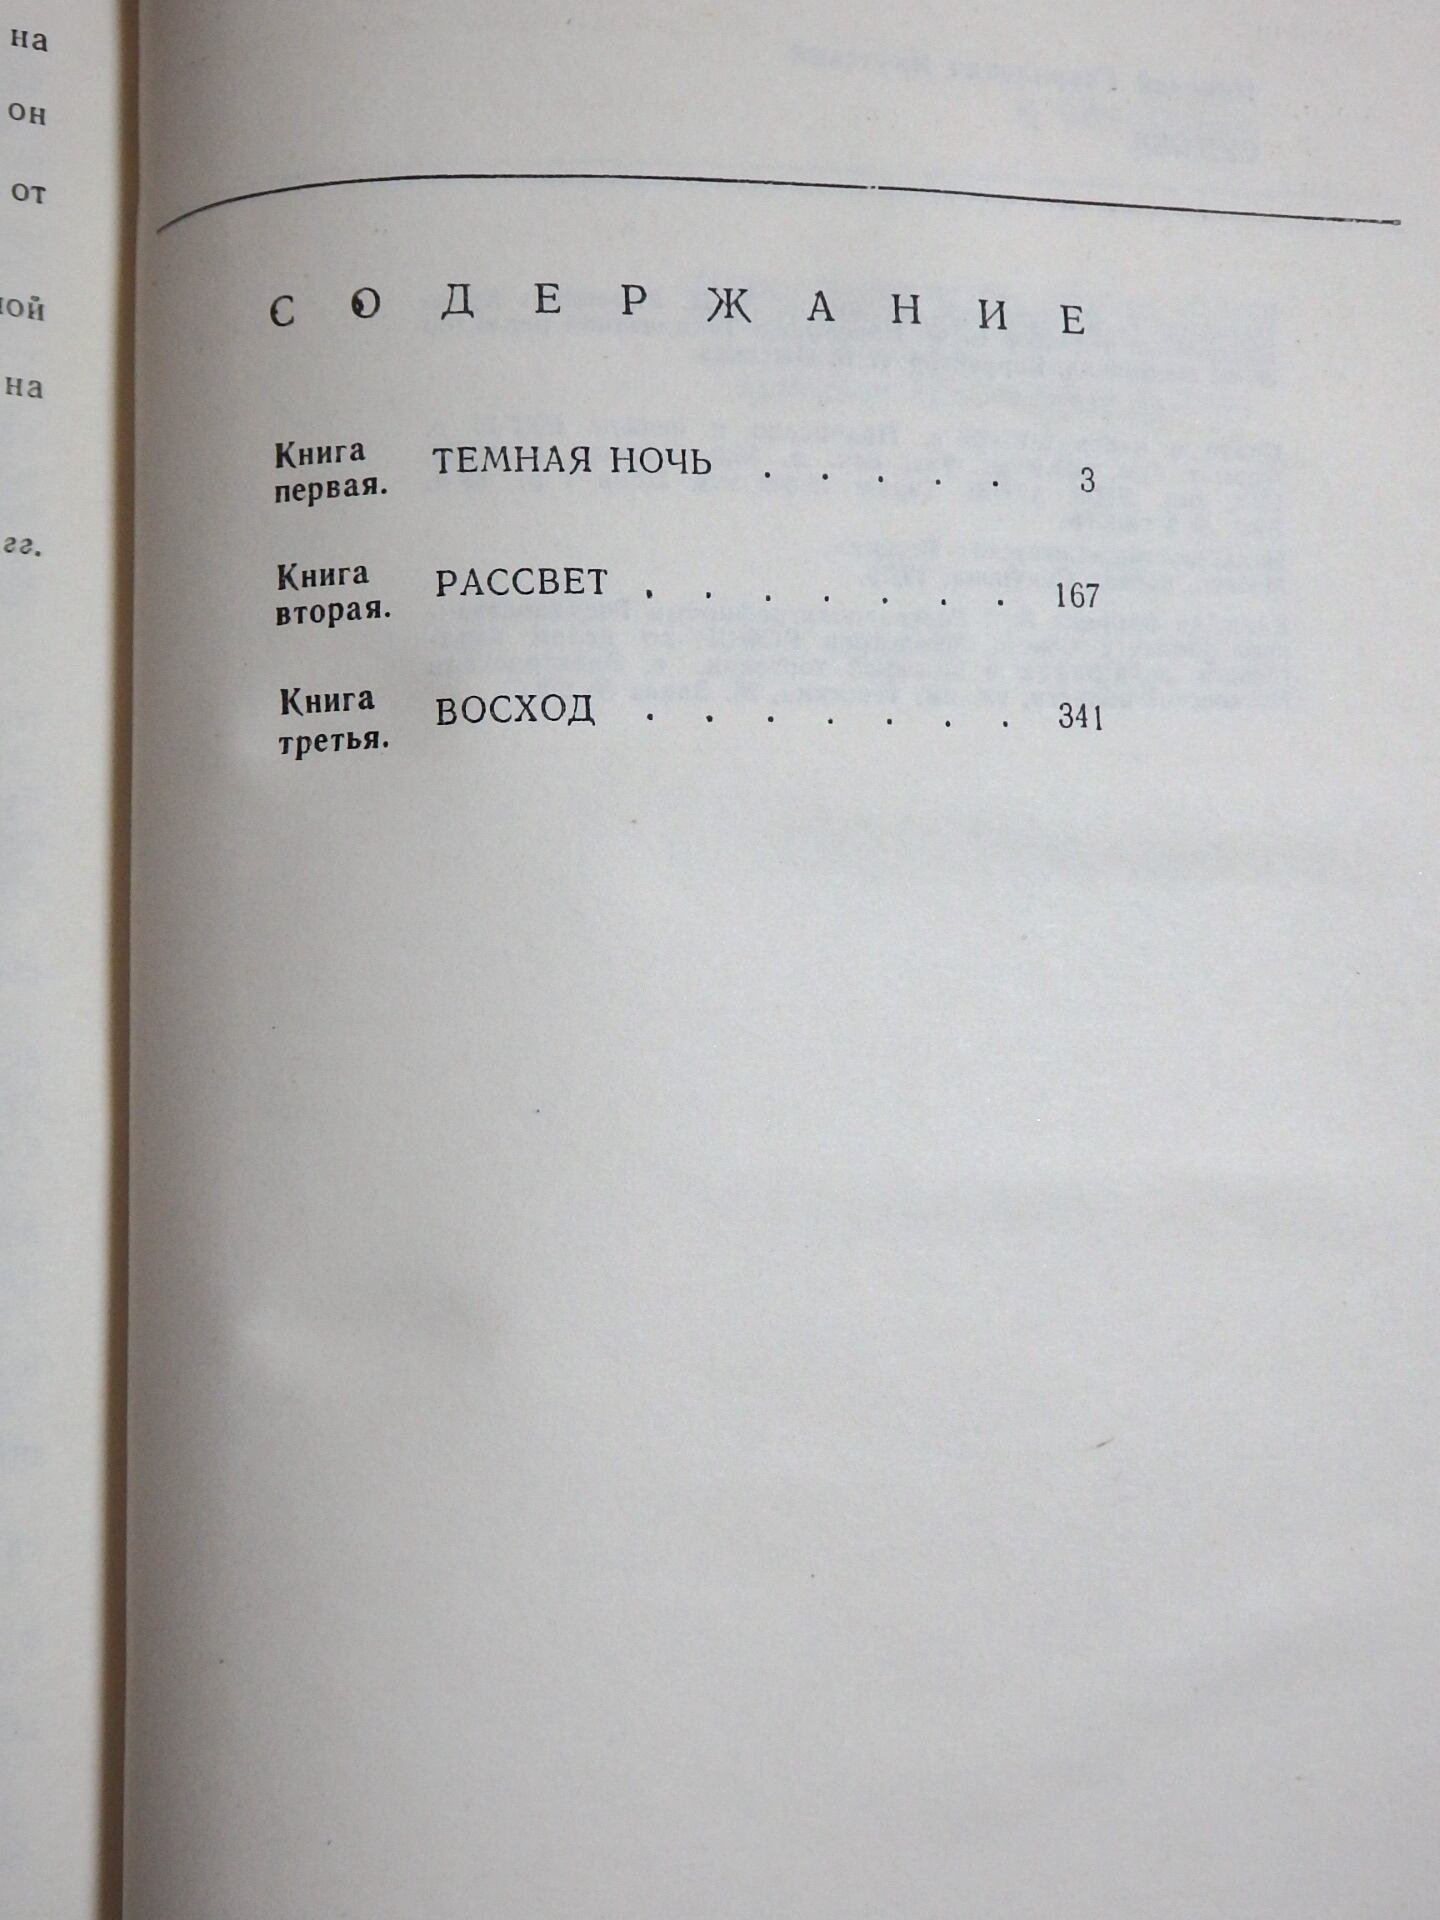 на
он
от
ной
на
гг.
СОДЕРЖАНИЕ
Книга первая. ТЕМНАЯ НОЧЬ . . . . . 3
Книга вторая. РАССВЕТ . . . . . . . 167
Книга третья. ВОСХОД . . . . . . . 341